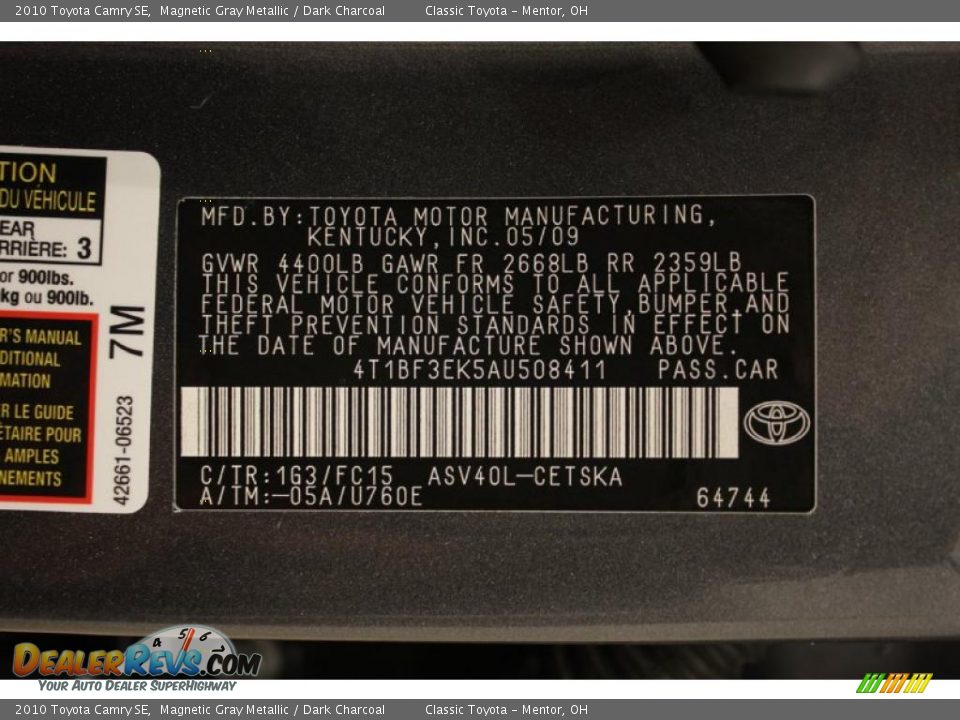 2010 Toyota Camry SE, Magnetic Gray Metallic / Dark Charcoal Classic Toyota – Mentor, OH
TION
DU VÉHICULE
EAR
RRIÈRE: 3
or 900lbs.
kg ou 900lb.
R'S MANUAL
DITIONAL
MATION
R LE GUIDE
ÉTAIRE POUR
AMPLES
NEMENTS
7M
42661-06523
MFD.BY:TOYOTA MOTOR MANUFACTURING,
KENTUCKY,INC.05/09
GVWR 4400LB GAWR FR 2668LB RR 2359LB
THIS VEHICLE CONFORMS TO ALL APPLICABLE
FEDERAL MOTOR VEHICLE SAFETY,BUMPER,AND
THEFT PREVENTION STANDARDS IN EFFECT ON
THE DATE OF MANUFACTURE SHOWN ABOVE.
4T1BF3EK5AU508411 PASS.CAR
C/TR:1G3/FC15 ASV40L-CETSKA
A/TM:-05A/U760E 64744
4 5 6 7
DEALERREVS.COM
YOUR AUTO DEALER SUPERHIGHWAY
2010 Toyota Camry SE, Magnetic Gray Metallic / Dark Charcoal Classic Toyota – Mentor, OH